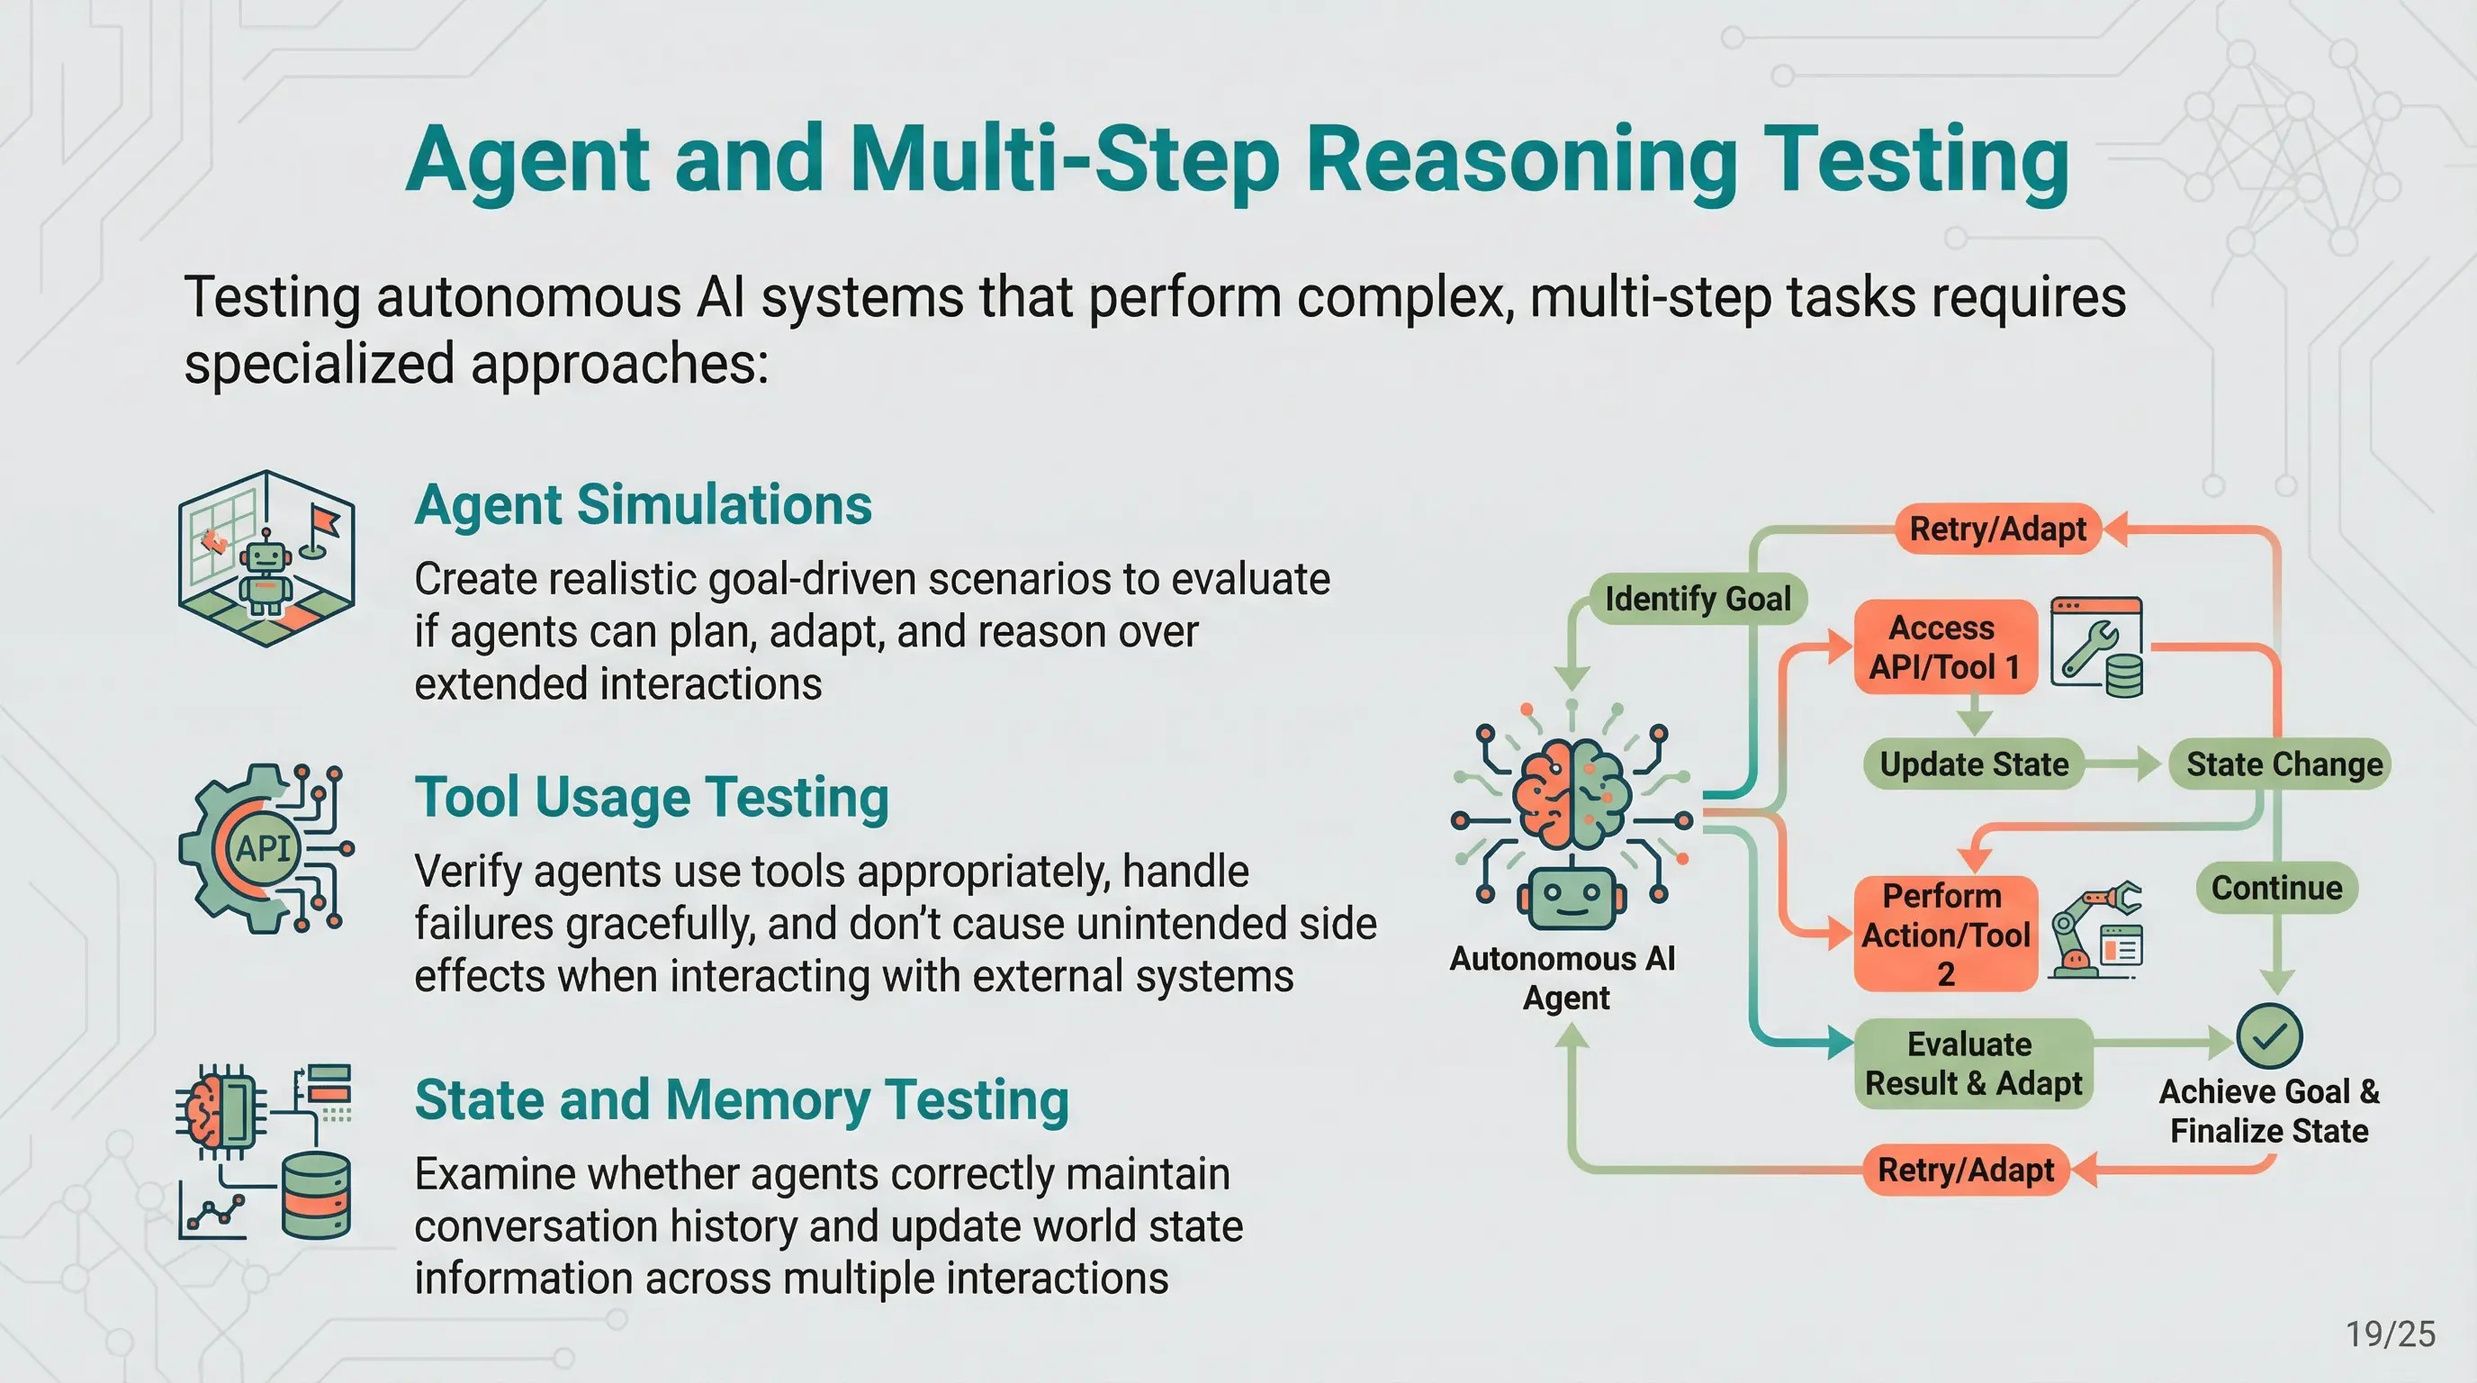 Agent and Multi-Step Reasoning Testing
Testing autonomous AI systems that perform complex, multi-step tasks requires
specialized approaches:
Agent Simulations
Create realistic goal-driven scenarios to evaluate
if agents can plan, adapt, and reason over
extended interactions
API
Tool Usage Testing
Verify agents use tools appropriately, handle
failures gracefully, and don’t cause unintended side
effects when interacting with external systems
State and Memory Testing
Examine whether agents correctly maintain
conversation history and update world state
information across multiple interactions
Retry/Adapt
Identify Goal
Access
API/Tool 1
Update State
State Change
Perform
Action/Tool
2
Continue
Autonomous AI
Agent
Evaluate
Result & Adapt
Achieve Goal &
Finalize State
Retry/Adapt
19/25